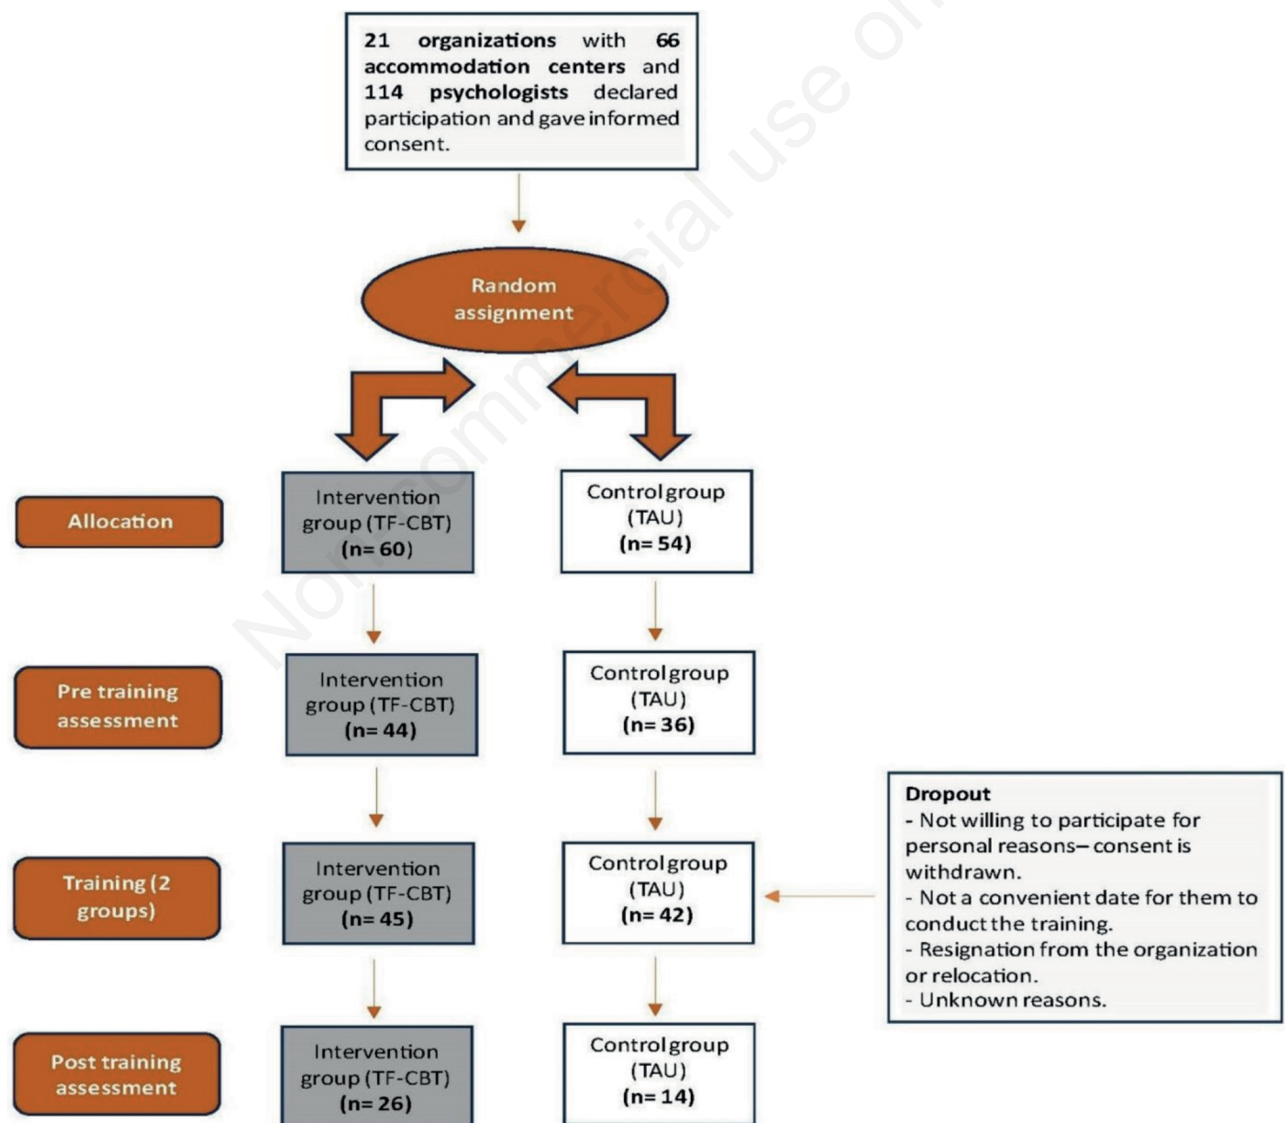 21 organizations with 66
accommodation centers and
114 psychologists declared
participation and gave informed
consent.
Random
assignment
Allocation
Intervention
group (TF-CBT)
(n= 60)
Control group
(TAU)
(n= 54)
Pre training
assessment
Intervention
group (TF-CBT)
(n= 44)
Control group
(TAU)
(n= 36)
Training (2
groups)
Intervention
group (TF-CBT)
(n= 45)
Control group
(TAU)
(n= 42)
Dropout
- Not willing to participate for
personal reasons– consent is
withdrawn.
- Not a convenient date for them to
conduct the training.
- Resignation from the organization
or relocation.
- Unknown reasons.
Post training
assessment
Intervention
group (TF-CBT)
(n= 26)
Control group
(TAU)
(n= 14)
Non-commercial use on